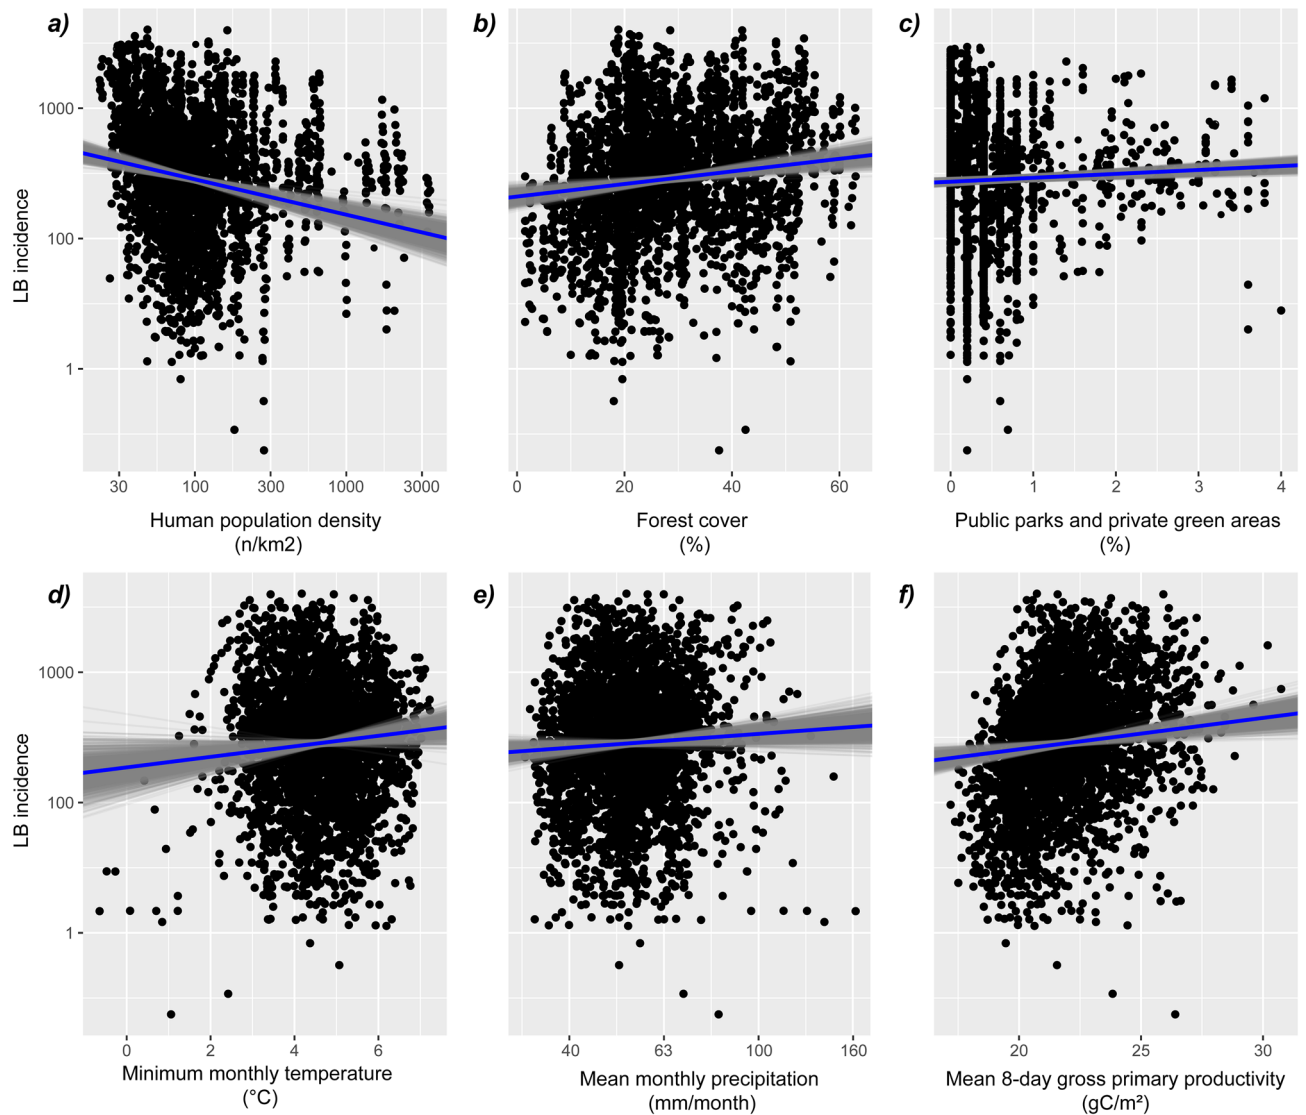 a)
b)
c)
LB incidence
1000
100
1
30 100 300 1000 3000
0 20 40 60
0 1 2 3 4
Human population density
(n/km2)
Forest cover
(%)
Public parks and private green areas
(%)
d)
e)
f)
LB incidence
1000
100
1
0 2 4 6
40 63 100 160
20 25 30
Minimum monthly temperature
(°C)
Mean monthly precipitation
(mm/month)
Mean 8-day gross primary productivity
(gC/m²)